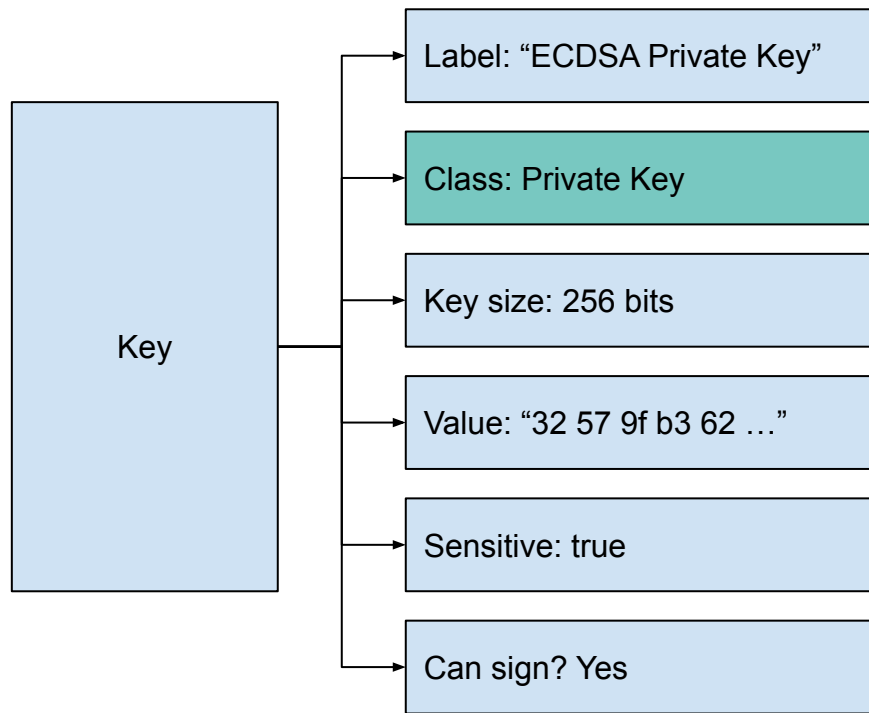 Label: “ECDSA Private Key”
Class: Private Key
Key size: 256 bits
Key
Value: “32 57 9f b3 62 …”
Sensitive: true
Can sign? Yes